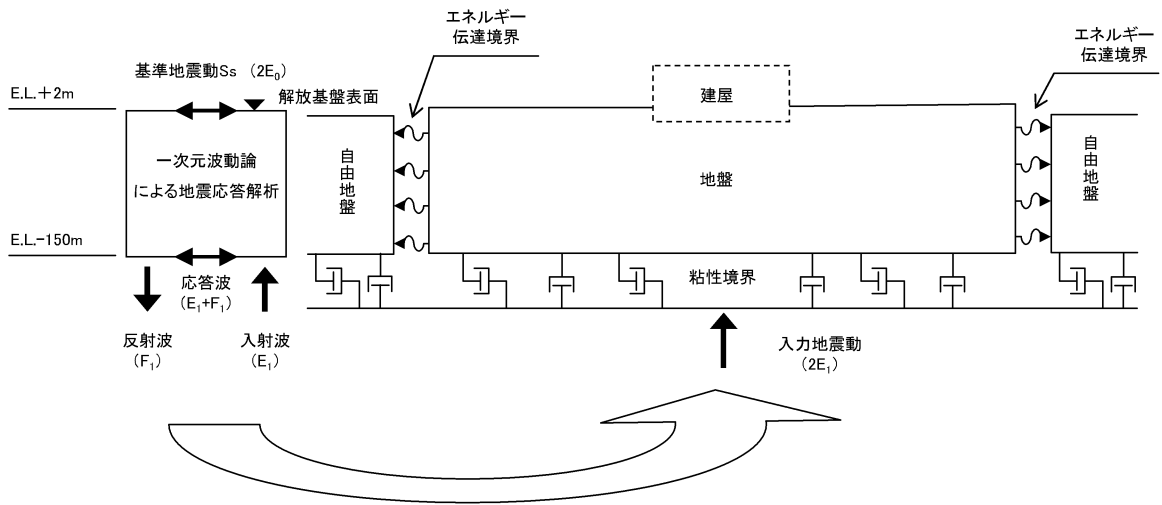 エネルギー
伝達境界
エネルギー
伝達境界
基準地震動Ss （2E₀）
E.L.＋2m
解放基盤表面
建屋
一次元波動論
による地震応答解析
自由地盤
地盤
自由地盤
E.L.-150m
応答波
（E₁+F₁）
粘性境界
反射波
（F₁）
入射波
（E₁）
入力地震動
（2E₁）